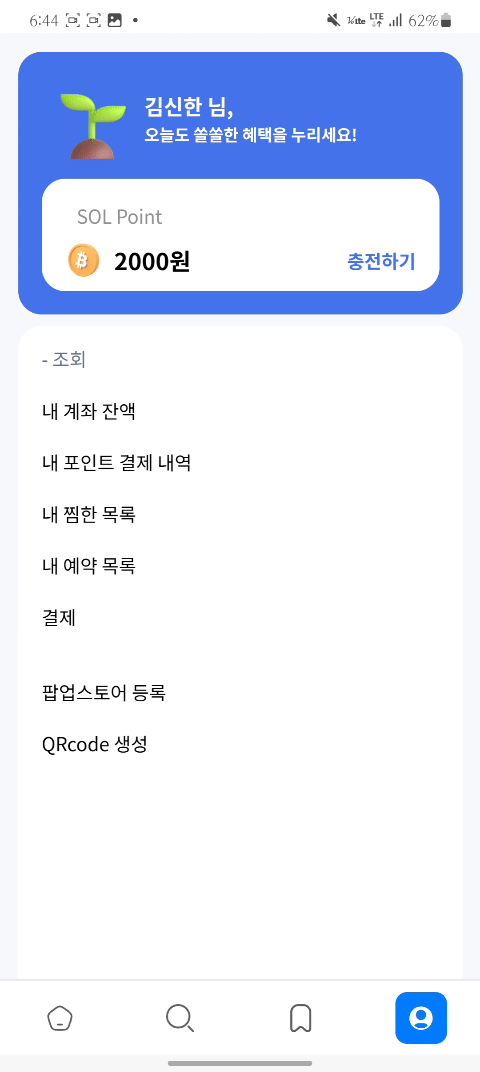 6:44
LTE
62%
김신한 님,
오늘도 쏠쏠한 혜택을 누리세요!
SOL Point
2000원 충전하기
- 조회
내 계좌 잔액
내 포인트 결제 내역
내 찜한 목록
내 예약 목록
결제
팝업스토어 등록
QRcode 생성